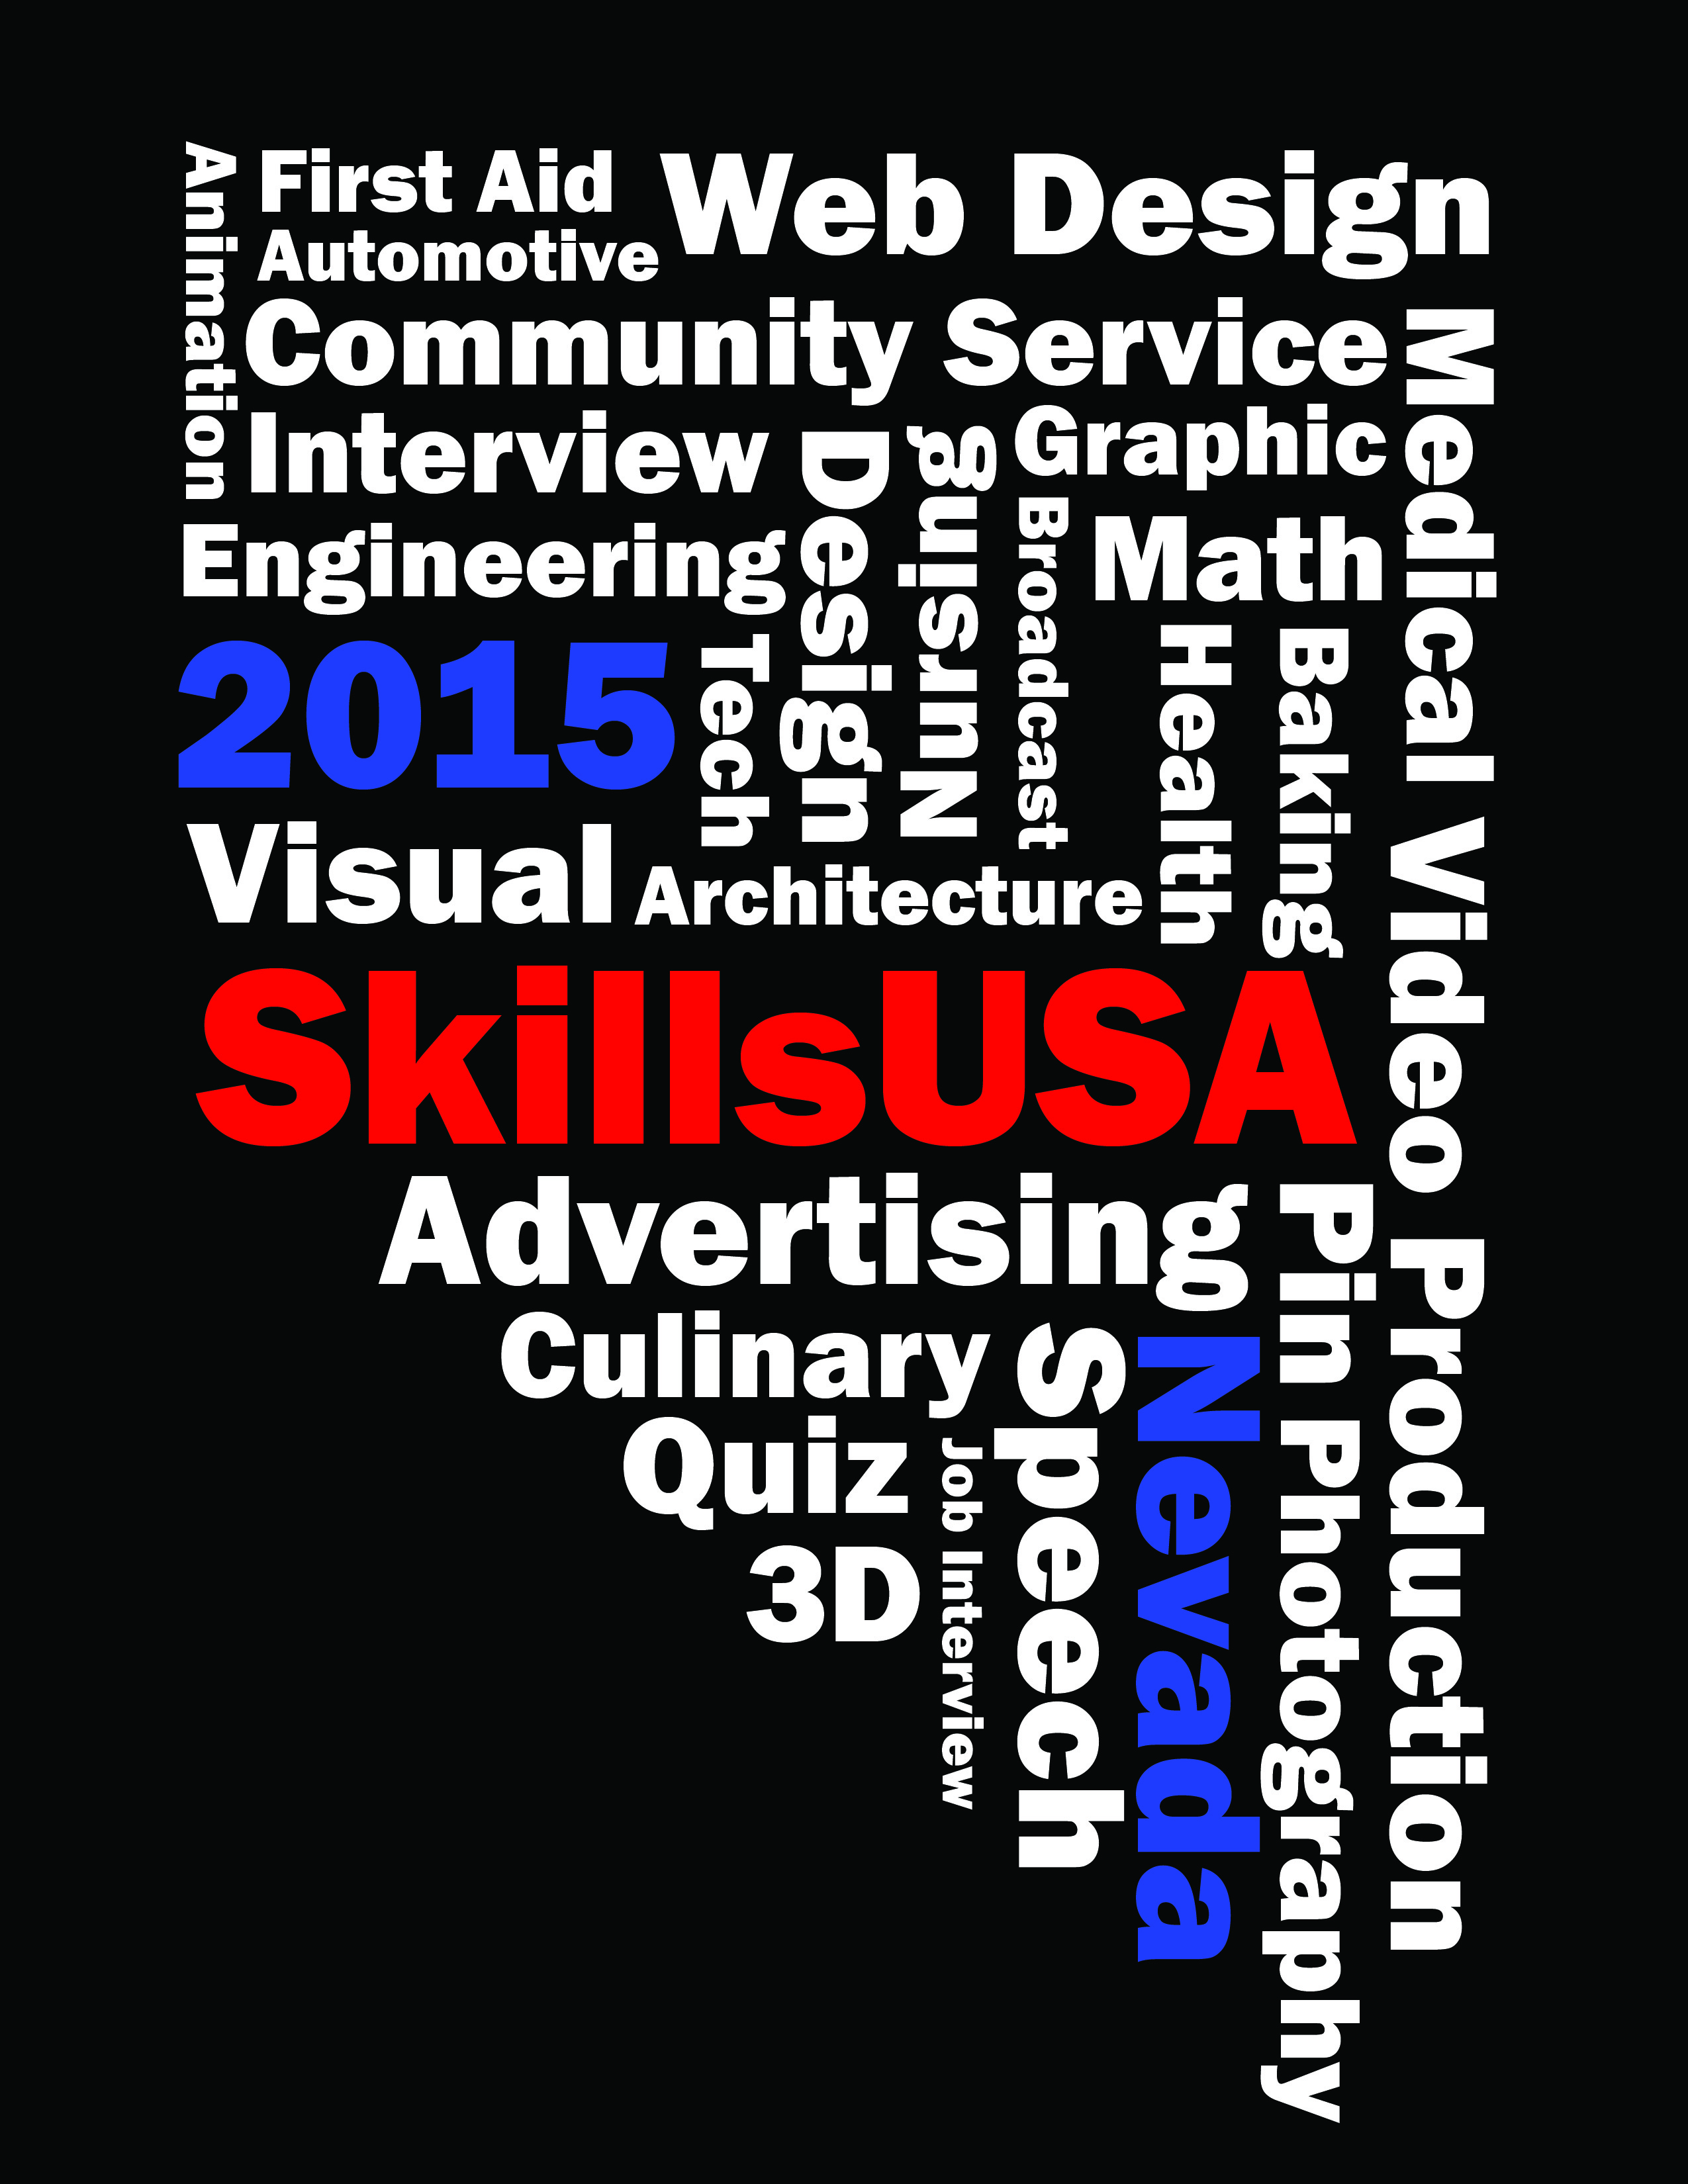 Animation
First Aid
Web Design
Automotive
Community Service
Medical
Interview
Design
Nursing
Graphic
Broadcast
Math
Engineering
2015
Tech
Health
Baking
Visual
Architecture
Video Production
SkillsUSA
Advertising
Pin
Culinary
Speech
Nevada
Photography
Quiz
Job Interview
3D